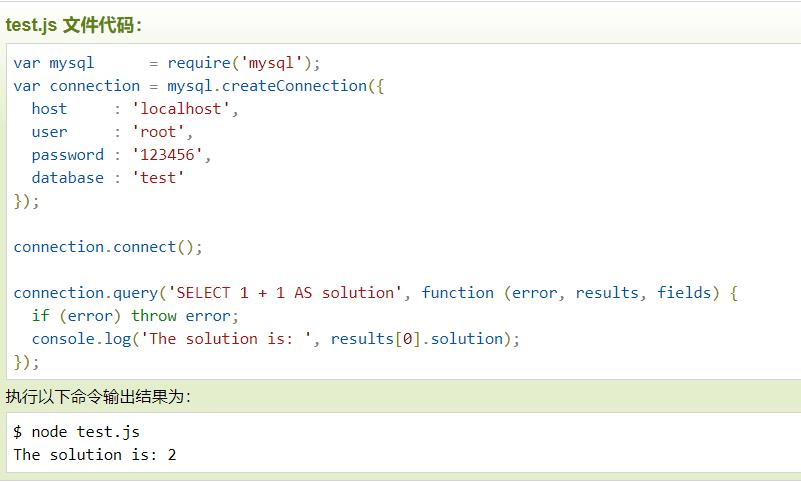 test.js 文件代码：
var mysql      = require('mysql');
var connection = mysql.createConnection({
  host     : 'localhost',
  user     : 'root',
  password : '123456',
  database : 'test'
});

connection.connect();

connection.query('SELECT 1 + 1 AS solution', function (error, results, fields) {
  if (error) throw error;
  console.log('The solution is: ', results[0].solution);
});
执行以下命令输出结果为：
$ node test.js
The solution is: 2